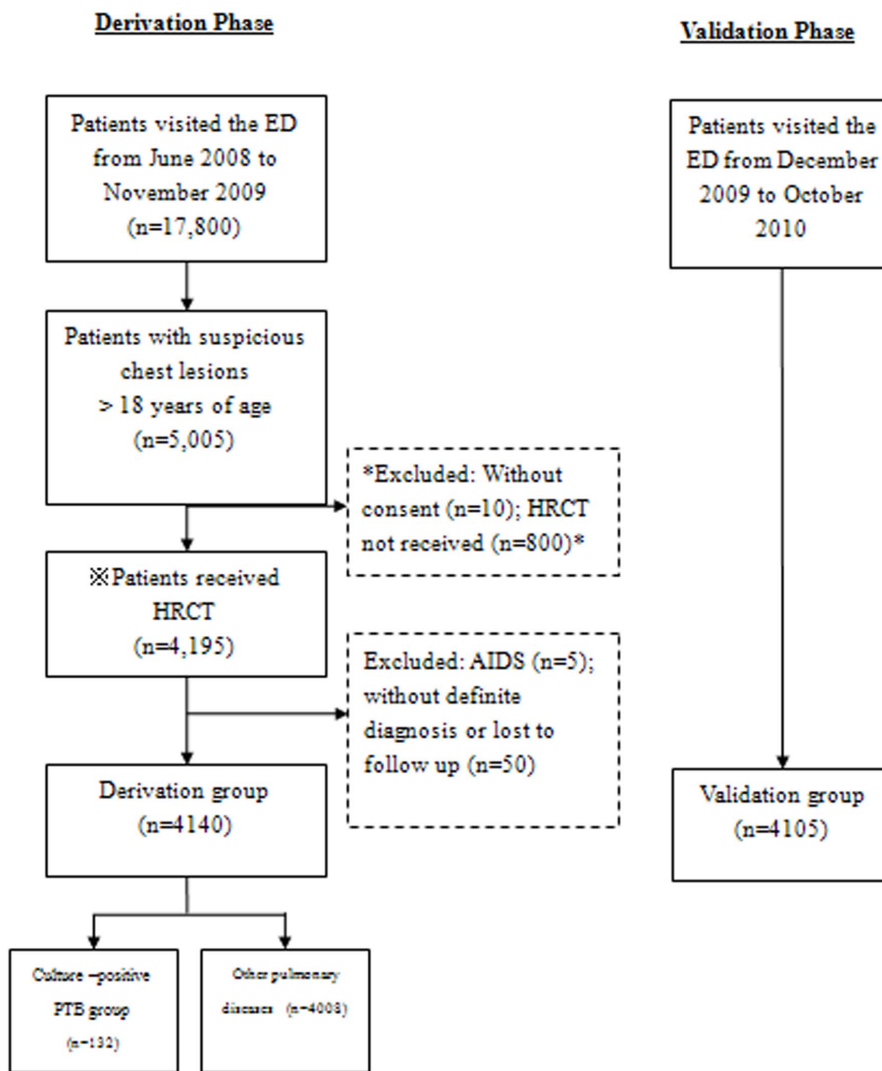 Derivation Phase
Patients visited the ED
from June 2008 to
November 2009
(n=17,800)
Patients with suspicious
chest lesions
> 18 years of age
(n=5,005)
*Excluded: Without
consent (n=10); HRCT
not received (n=800)*
※Patients received
HRCT
(n=4,195)
Excluded: AIDS (n=5);
without definite
diagnosis or lost to
follow up (n=50)
Derivation group
(n=4140)
Culture –positive
PTB group
(n=132)
Other pulmonary
diseases (n=4008)
Validation Phase
Patients visited the
ED from December
2009 to October
2010
Validation group
(n=4105)